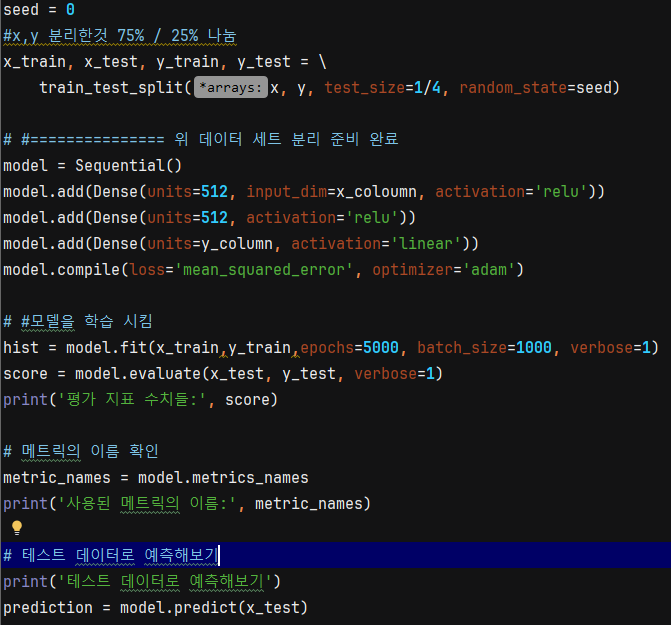 seed = 0
#x,y 분리한것 75% / 25% 나눔
x_train, x_test, y_train, y_test = \
train_test_split(*arrays: x, y, test_size=1/4, random_state=seed)
# #=============== 위 데이터 세트 분리 준비 완료
model = Sequential()
model.add(Dense(units=512, input_dim=x_coloumn, activation='relu'))
model.add(Dense(units=512, activation='relu'))
model.add(Dense(units=y_column, activation='linear'))
model.compile(loss='mean_squared_error', optimizer='adam')
# #모델을 학습 시킴
hist = model.fit(x_train,y_train,epochs=5000, batch_size=1000, verbose=1)
score = model.evaluate(x_test, y_test, verbose=1)
print('평가 지표 수치들:', score)
# 메트릭의 이름 확인
metric_names = model.metrics_names
print('사용된 메트릭의 이름:', metric_names)
# 테스트 데이터로 예측해보기
print('테스트 데이터로 예측해보기')
prediction = model.predict(x_test)